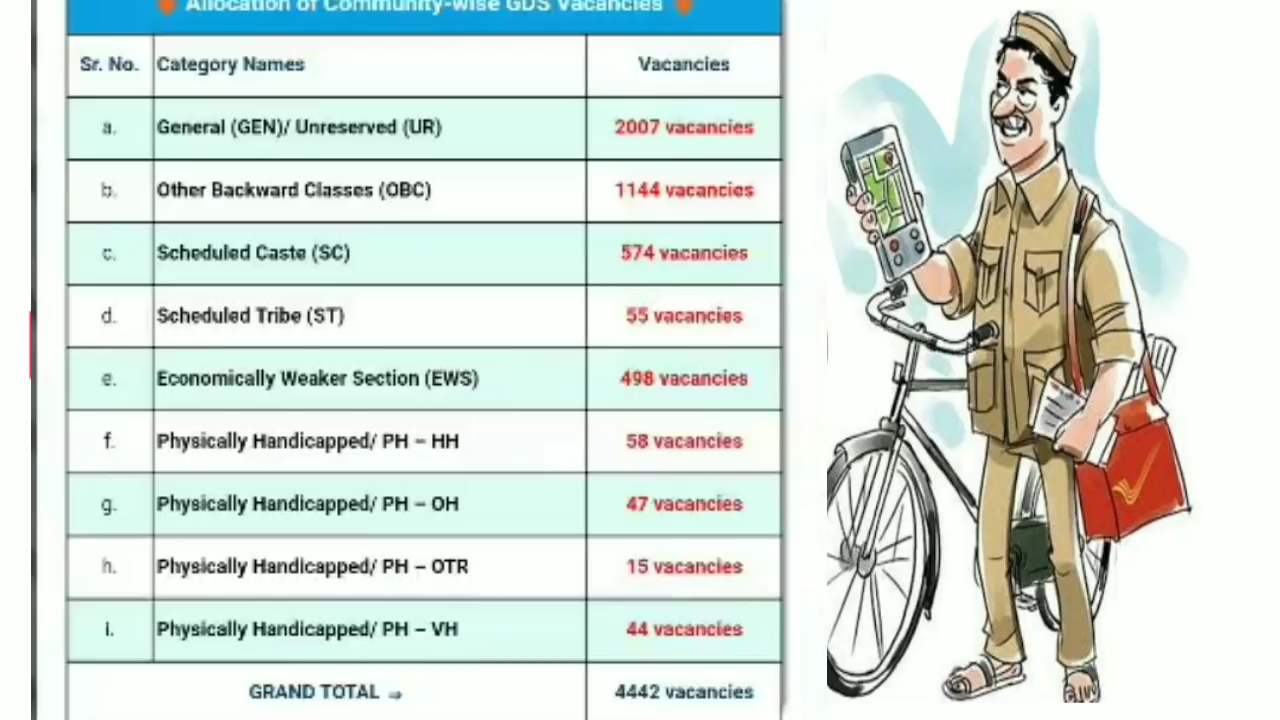 Allocation of Community-wise GDS Vacancies
Sr. No. Category Names Vacancies
a. General (GEN)/ Unreserved (UR) 2007 vacancies
b. Other Backward Classes (OBC) 1144 vacancies
c. Scheduled Caste (SC) 574 vacancies
d. Scheduled Tribe (ST) 55 vacancies
e. Economically Weaker Section (EWS) 498 vacancies
f. Physically Handicapped/ PH – HH 58 vacancies
g. Physically Handicapped/ PH – OH 47 vacancies
h. Physically Handicapped/ PH – OTR 15 vacancies
i. Physically Handicapped/ PH – VH 44 vacancies
GRAND TOTAL ⇒ 4442 vacancies